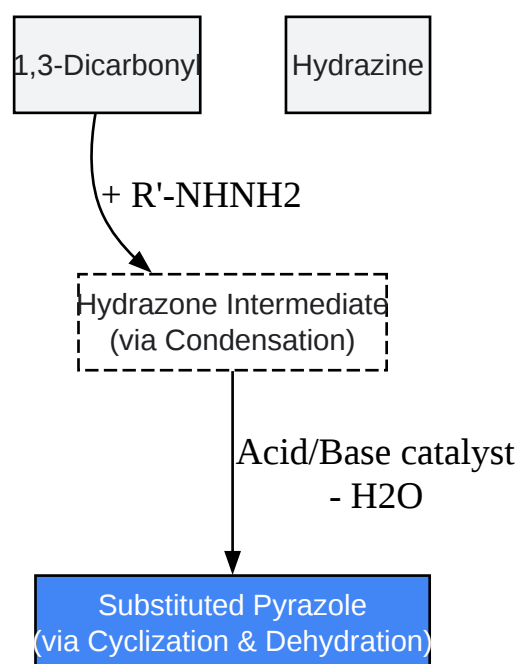 1,3-Dicarbonyl
Hydrazine
+ R'-NHNH2
Hydrazone Intermediate
(via Condensation)
Acid/Base catalyst
- H2O
Substituted Pyrazole
(via Cyclization & Dehydration)